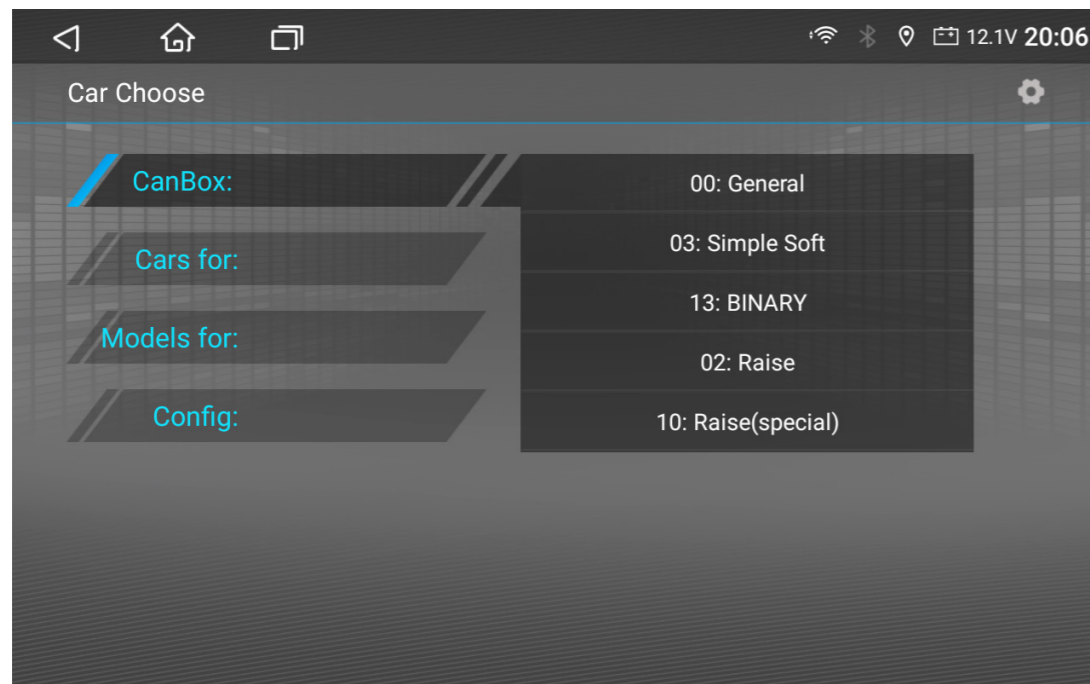 12.1V 20:06
Car Choose
CanBox:
00: General
03: Simple Soft
Cars for:
13: BINARY
Models for:
02: Raise
Config:
10: Raise(special)